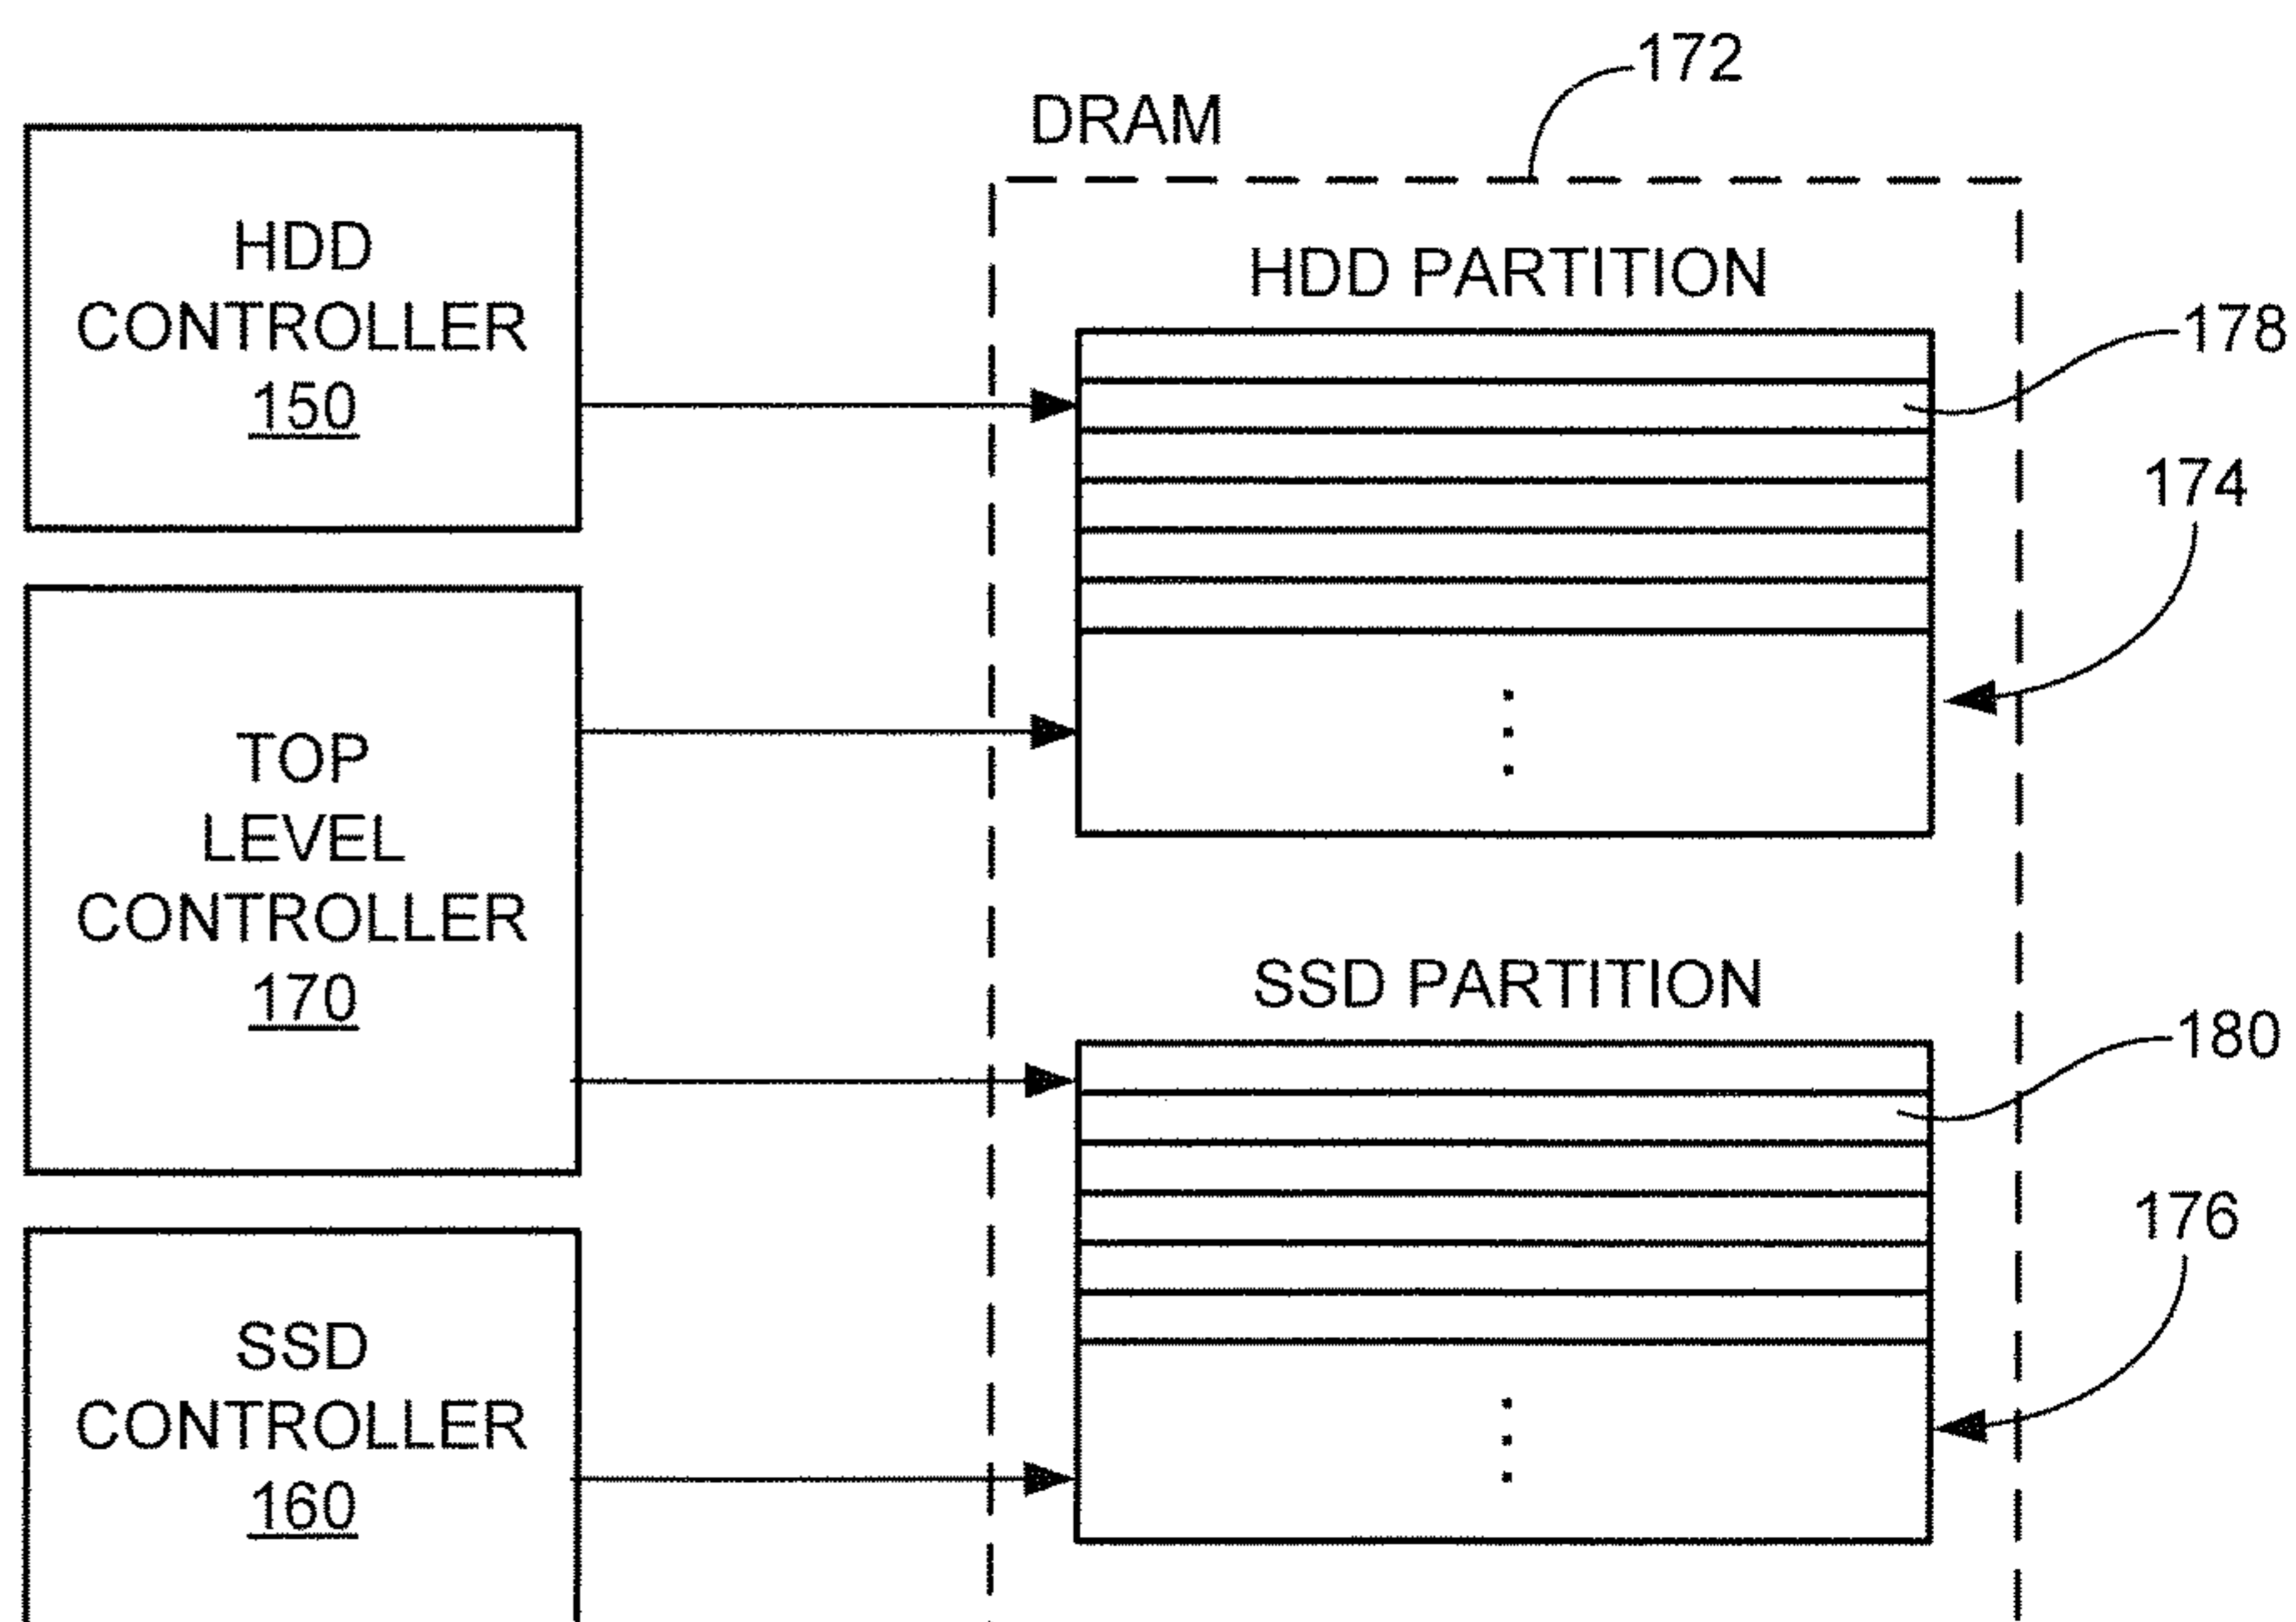 172
DRAM
HDD
CONTROLLER
150
HDD PARTITION
178
174
TOP
LEVEL
CONTROLLER
170
SSD PARTITION
180
176
SSD
CONTROLLER
160